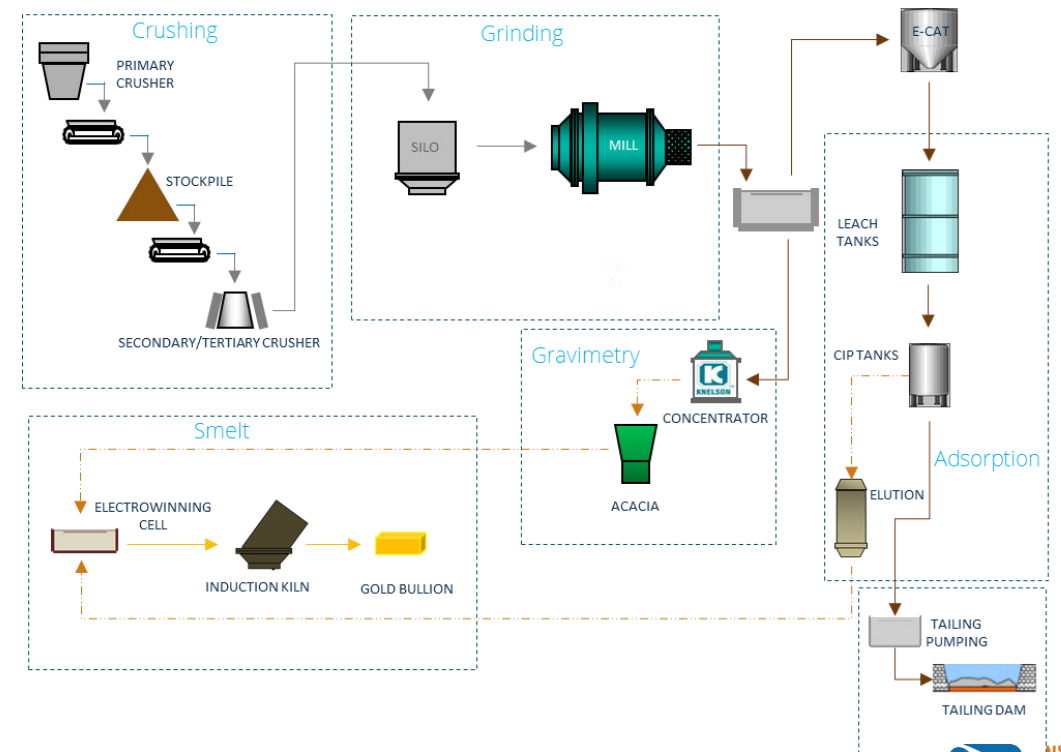 Crushing
PRIMARY
CRUSHER
STOCKPILE
SECONDARY/TERTIARY CRUSHER
Grinding
SILO
MILL
E-CAT
LEACH
TANKS
CIP TANKS
Adsorption
ELUTION
Gravimetry
K
KNELSON
CONCENTRATOR
ACACIA
Smelt
ELECTROWINNING
CELL
INDUCTION KILN
GOLD BULLION
TAILING
PUMPING
TAILING DAM